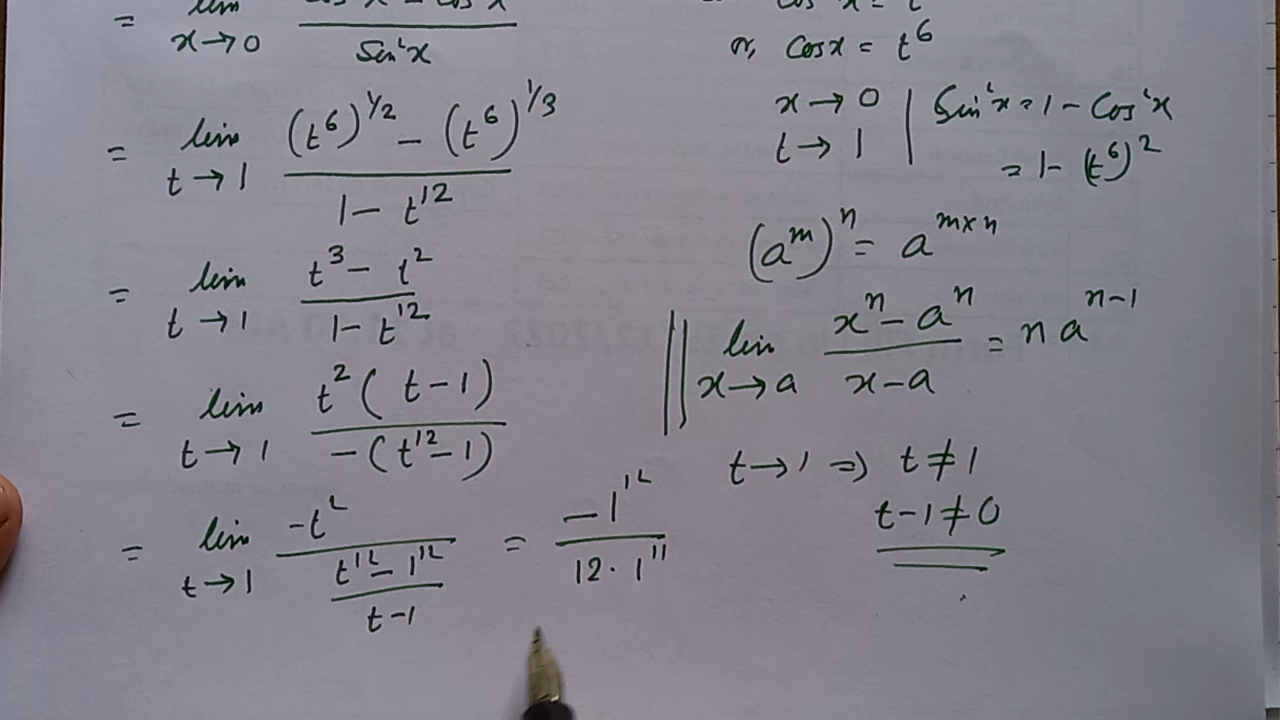 = lim x→0 / Sin²x
or, Cosx = t⁶
= lim t→1 ((t⁶)^1/2 − (t⁶)^1/3) / (1 − t¹²)
x → 0 | Sin²x = 1 − Cos²x
t → 1 | = 1 − (t⁶)²
(a^m)^n = a^(m×n)
= lim t→1 (t³ − t²) / (1 − t¹²)
|| lim x→a (x^n − a^n) / (x−a) = n a^(n−1)
= lim t→1 t²(t−1) / −(t¹²−1)
t→1 ⇒ t≠1
t−1≠0
= lim t→1 −t² / ((t¹² − 1¹²) / (t−1)) = −1¹² / (12·1¹¹)